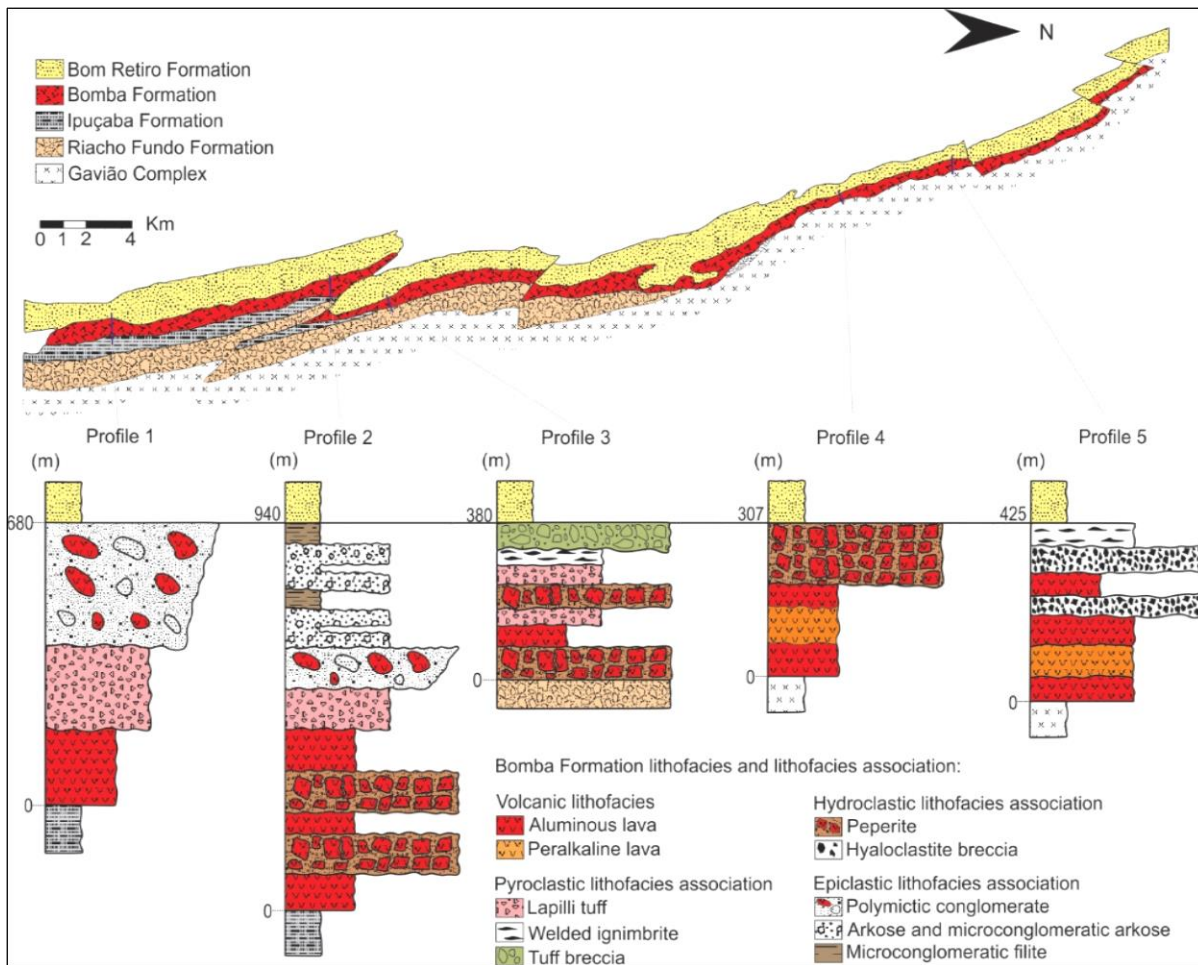 N
Bom Retiro Formation
Bomba Formation
Ipuçaba Formation
Riacho Fundo Formation
Gavião Complex
Km
0 1 2 4
Profile 1
Profile 2
Profile 3
Profile 4
Profile 5
(m)
(m)
(m)
(m)
(m)
680
940
380
307
425
0
0
0
0
0
Bomba Formation lithofacies and lithofacies association:
Volcanic lithofacies
Aluminous lava
Peralkaline lava
Pyroclastic lithofacies association
Lapilli tuff
Welded ignimbrite
Tuff breccia
Hydroclastic lithofacies association
Peperite
Hyaloclastite breccia
Epiclastic lithofacies association
Polymictic conglomerate
Arkose and microconglomeratic arkose
Microconglomeratic filite